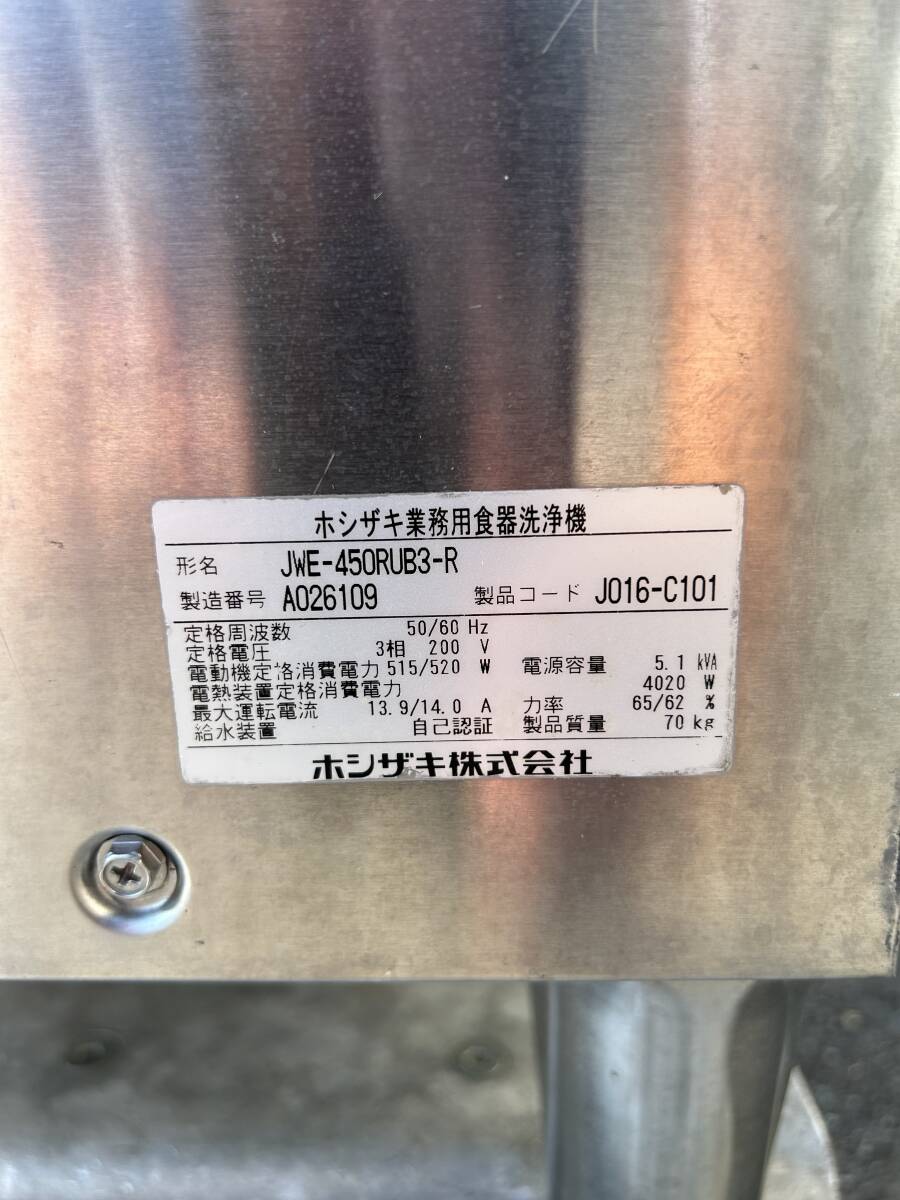 ホシザキ業務用食器洗浄機
形名 JWE-450RUB3-R
製造番号 A026109 製品コード J016-C101
定格周波数 50/60 Hz
定格電圧 3相 200 V
電動機定格消費電力 515/520 W 電源容量 5.1 kVA
電熱装置定格消費電力 4020 W
最大運転電流 13.9/14.0 A 力率 65/62 %
給水装置 自己認証 製品質量 70 kg
ホシザキ株式会社